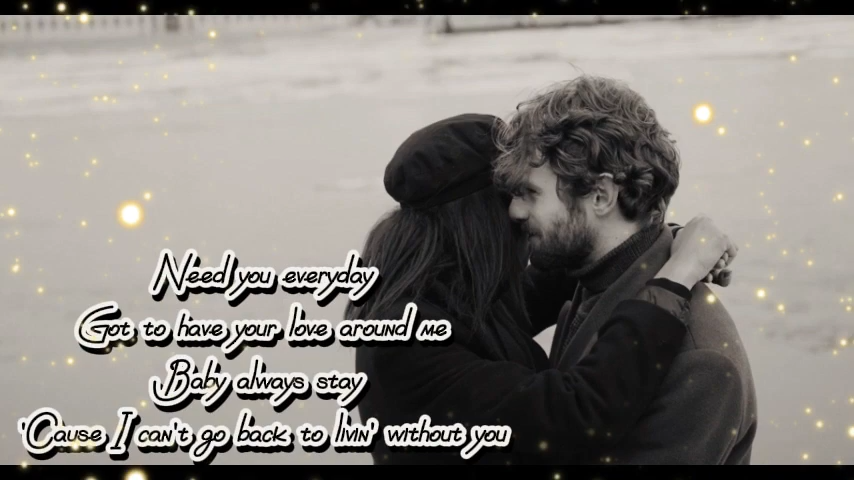 Need you everyday
Got to have your love around me
Baby always stay
'Cause I can't go back to livin' without you